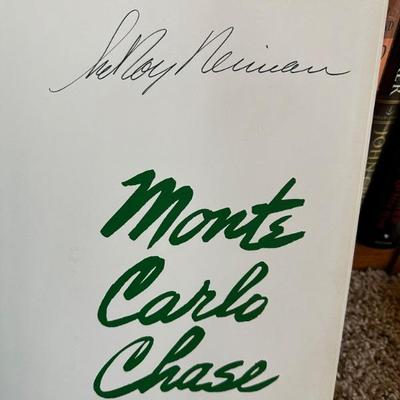 LeRoy Neiman
Monte
Carlo
Chase